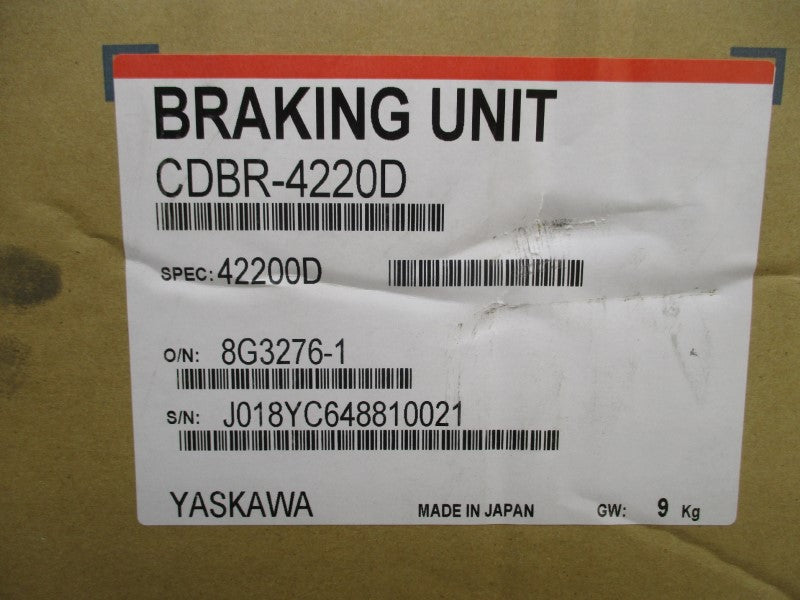 BRAKING UNIT
CDBR-4220D
SPEC: 42200D
O/N: 8G3276-1
S/N: J018YC648810021
YASKAWA MADE IN JAPAN GW: 9 Kg